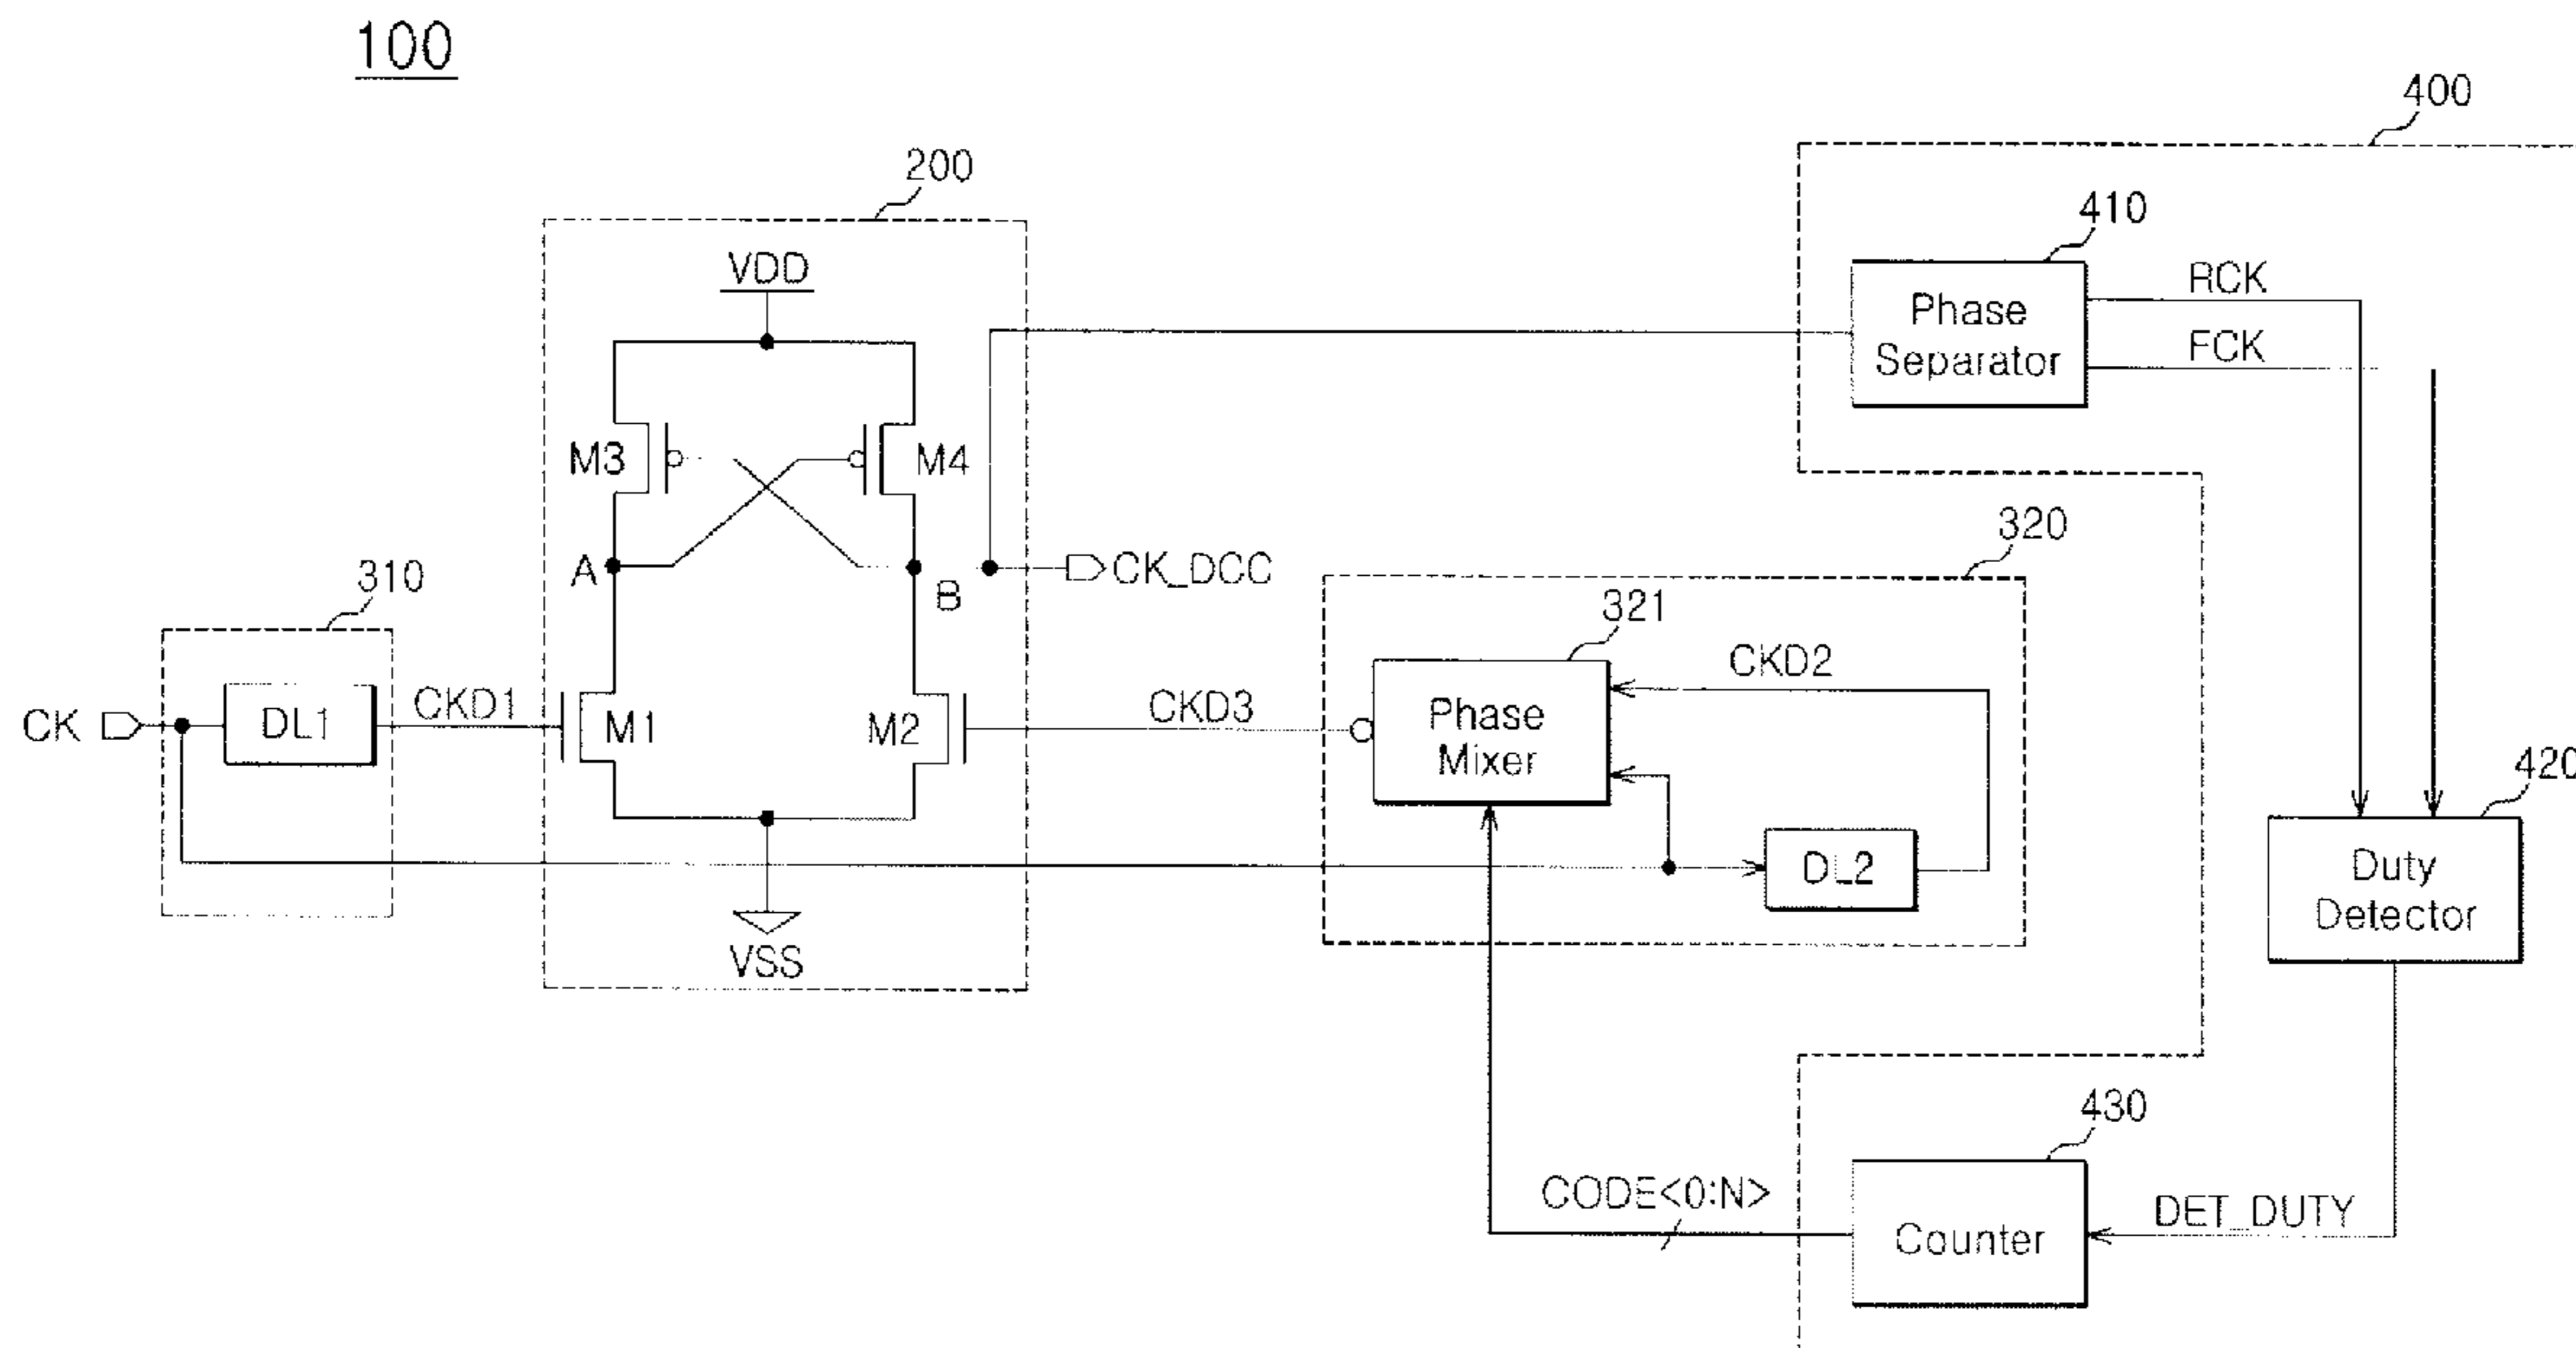 100
400
200
410
VDD
RCK
Phase
Separator
FCK
M3
M4
320
A
B
CK_DCC
310
321
CKD2
CK
DL1
CKD1
M1
M2
CKD3
Phase
Mixer
420
DL2
Duty
Detector
VSS
430
CODE<0:N>
Counter
DET_DUTY